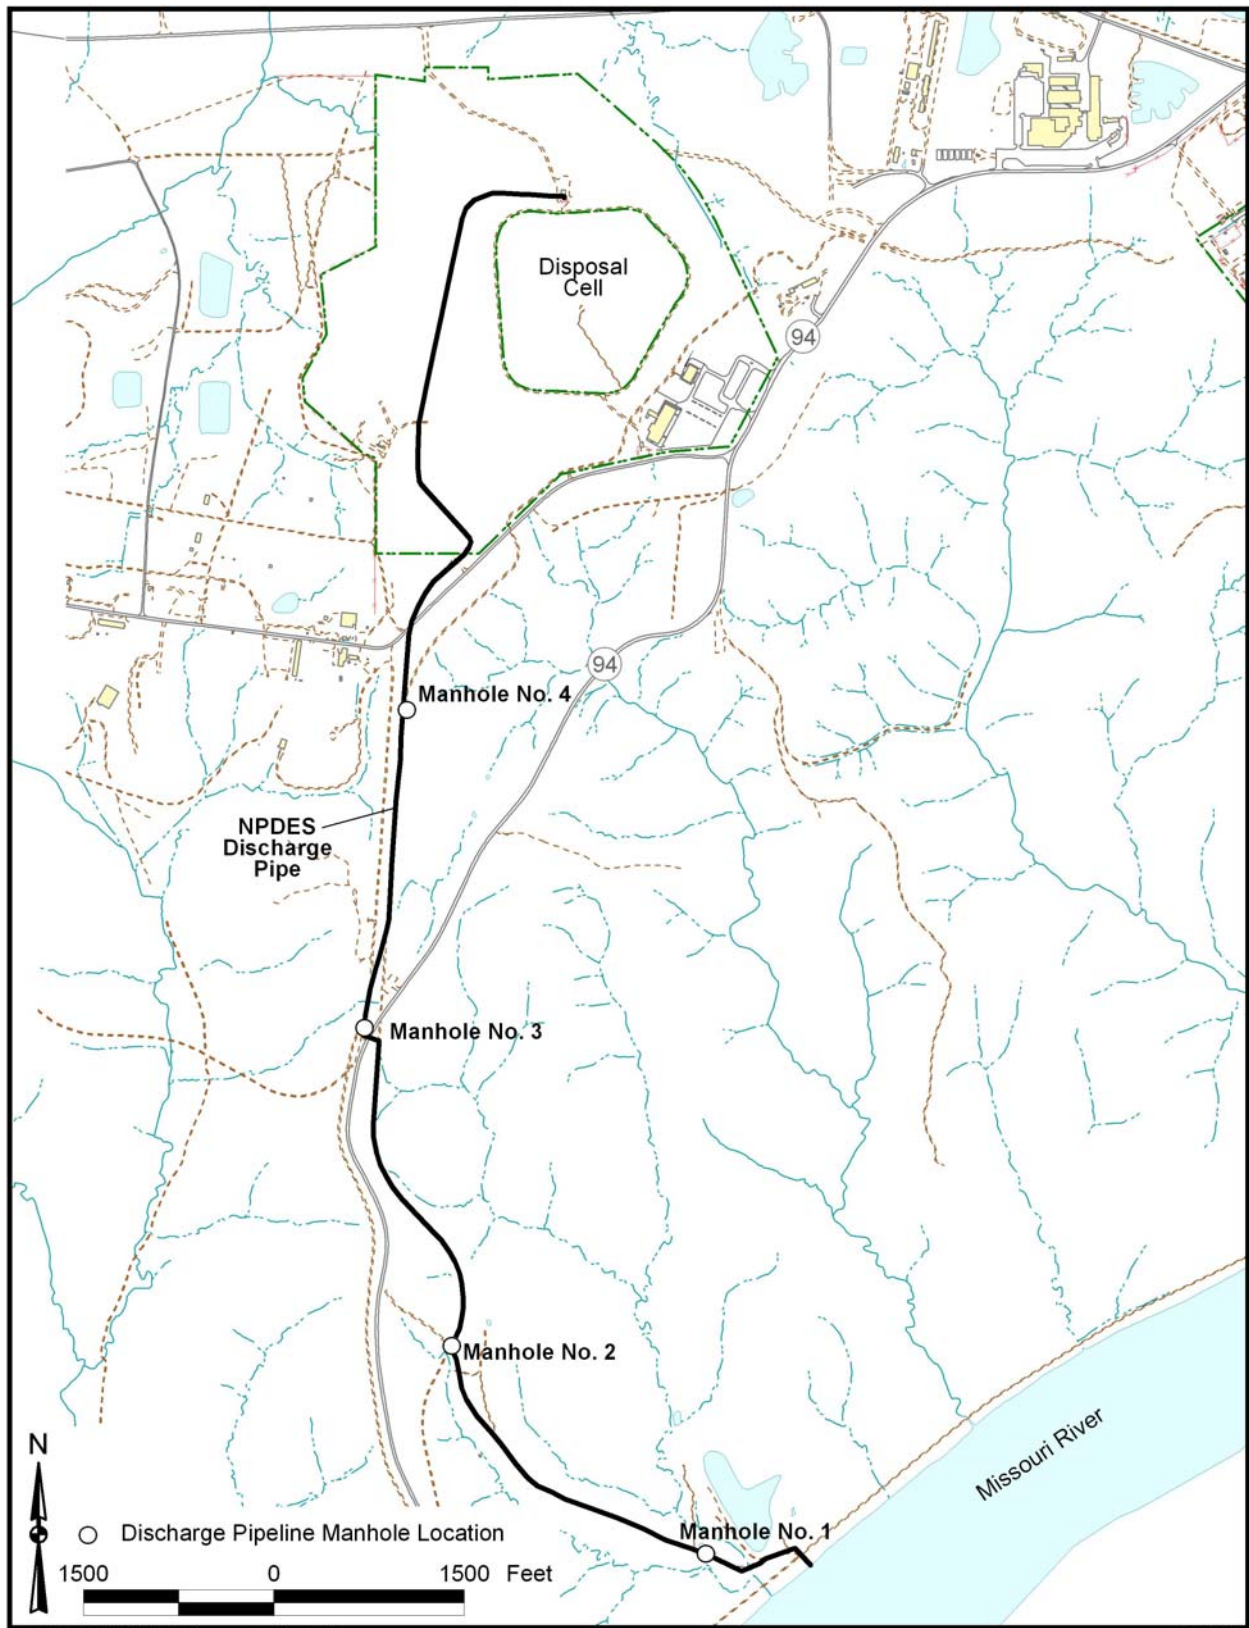 Disposal
Cell
94
94
Manhole No. 4
NPDES
Discharge
Pipe
Manhole No. 3
Manhole No. 2
Missouri River
N
Manhole No. 1
Discharge Pipeline Manhole Location
1500 0 1500 Feet